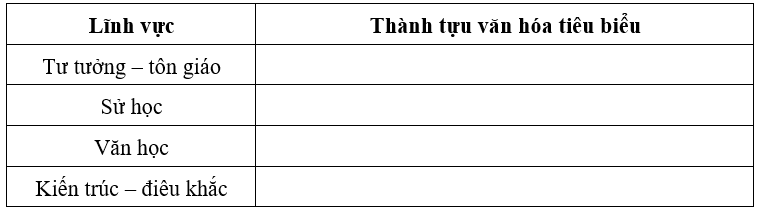 Lĩnh vực
Thành tựu văn hóa tiêu biểu
Tư tưởng – tôn giáo
Sử học
Văn học
Kiến trúc – điêu khắc